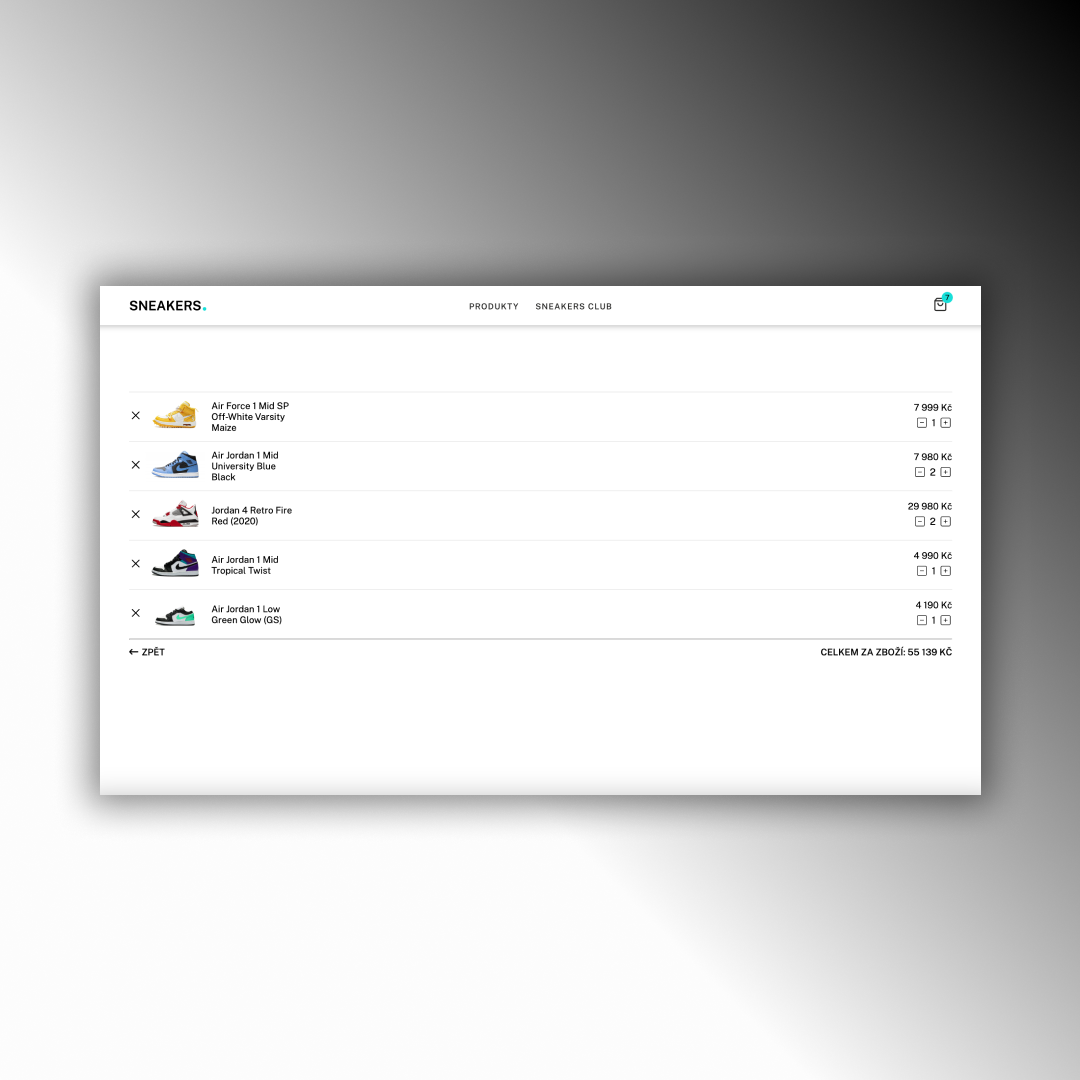 SNEAKERS.
PRODUKTY SNEAKERS CLUB
7
Air Force 1 Mid SP
Off-White Varsity
Maize
7 999 Kč
1
Air Jordan 1 Mid
University Blue
Black
7 980 Kč
2
Jordan 4 Retro Fire
Red (2020)
29 980 Kč
2
Air Jordan 1 Mid
Tropical Twist
4 990 Kč
1
Air Jordan 1 Low
Green Glow (GS)
4 190 Kč
1
← ZPĚT
CELKEM ZA ZBOŽÍ: 55 139 KČ